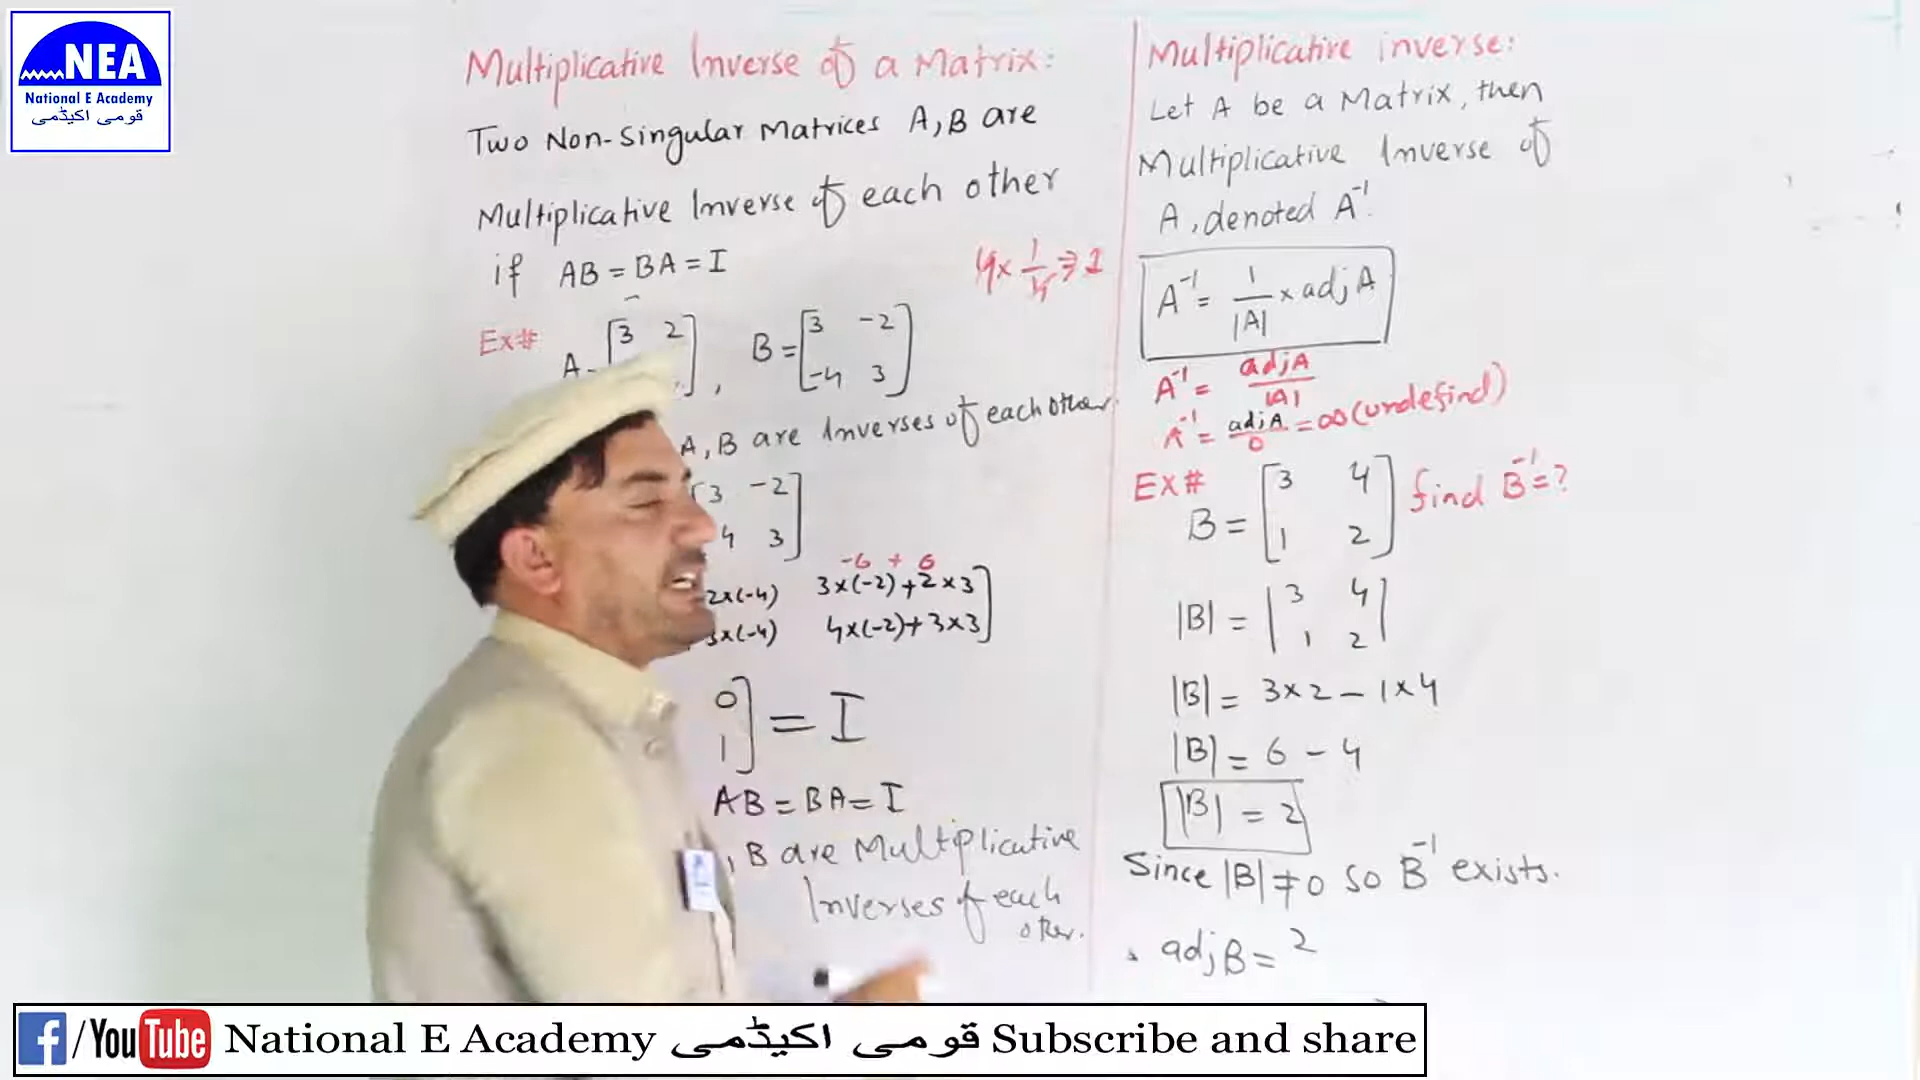 NEA
National E Academy
قومی اکیڈمی
Multiplicative Inverse of a Matrix:
Two Non-Singular Matrices A, B are
Multiplicative Inverse of each other
if AB = BA = I
4 × 1/4 ⇒ 1
Ex#
A = [3 2
B = [3 -2
-4 3]
A, B are Inverses of each other.
[3 -2]
4 3]
-6 + 6
2×(-4) 3×(-2)+2×3
3×(-4) 4×(-2)+3×3]
0
1] = I
AB = BA = I
, B are Multiplicative
Inverses of each
other.
Multiplicative inverse:
Let A be a Matrix, then
Multiplicative Inverse of
A, denoted A⁻¹.
A⁻¹ = 1/|A| × adj A
A⁻¹ = adj A/|A|
A⁻¹ = adj A/0 = ∞ (undefind)
EX#
B = [3 4
1 2] find B⁻¹ = ?
|B| = |3 4
1 2|
|B| = 3×2 - 1×4
|B| = 6 - 4
|B| = 2
Since |B| ≠ 0 so B⁻¹ exists.
adj B = 2
f/YouTube National E Academy قومی اکیڈمی Subscribe and share